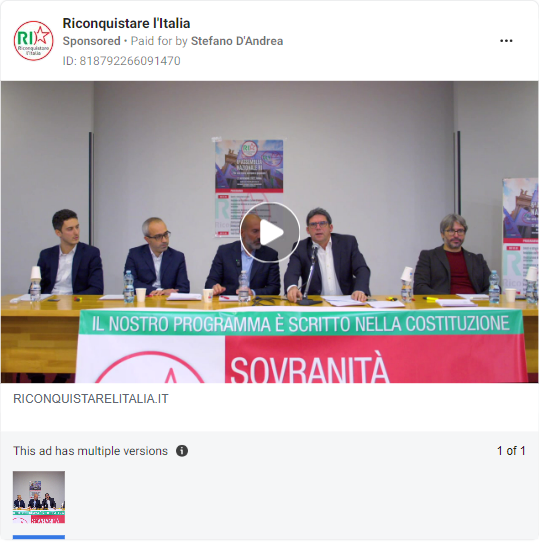 Riconquistare l'Italia
Sponsored • Paid for by Stefano D'Andrea
ID: 818792266091470
RI
Riconquistare
l'Italia
IL NOSTRO PROGRAMMA È SCRITTO NELLA COSTITUZIONE
SOVRANITÀ
RICONQUISTARELITALIA.IT
This ad has multiple versions
1 of 1